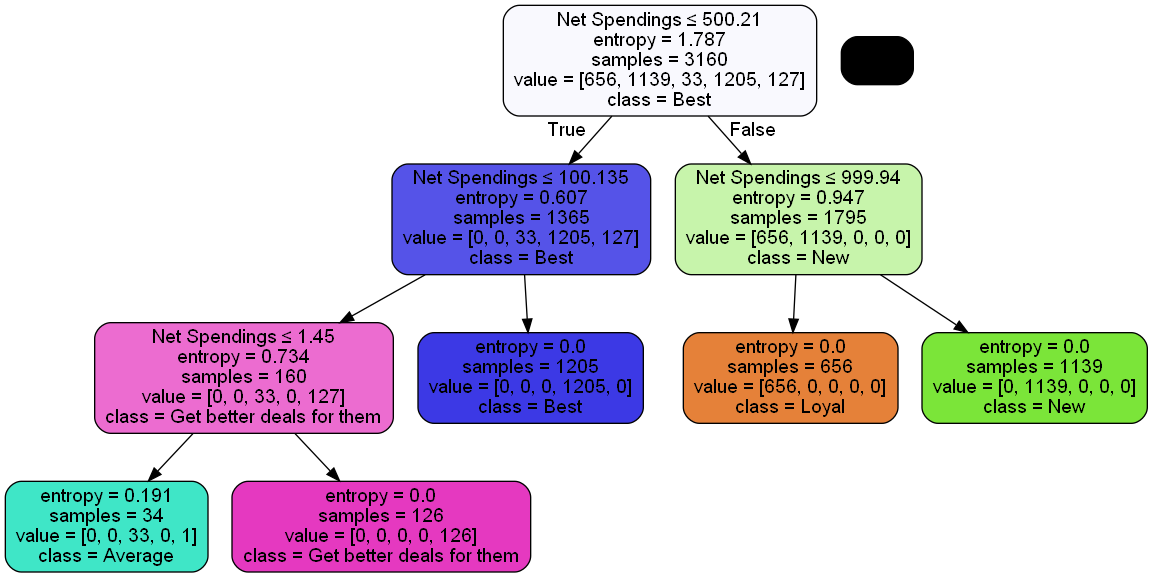 Net Spendings ≤ 500.21
entropy = 1.787
samples = 3160
value = [656, 1139, 33, 1205, 127]
class = Best
True
False
Net Spendings ≤ 100.135
entropy = 0.607
samples = 1365
value = [0, 0, 33, 1205, 127]
class = Best
Net Spendings ≤ 999.94
entropy = 0.947
samples = 1795
value = [656, 1139, 0, 0, 0]
class = New
Net Spendings ≤ 1.45
entropy = 0.734
samples = 160
value = [0, 0, 33, 0, 127]
class = Get better deals for them
entropy = 0.0
samples = 1205
value = [0, 0, 0, 1205, 0]
class = Best
entropy = 0.0
samples = 656
value = [656, 0, 0, 0, 0]
class = Loyal
entropy = 0.0
samples = 1139
value = [0, 1139, 0, 0, 0]
class = New
entropy = 0.191
samples = 34
value = [0, 0, 33, 0, 1]
class = Average
entropy = 0.0
samples = 126
value = [0, 0, 0, 0, 126]
class = Get better deals for them